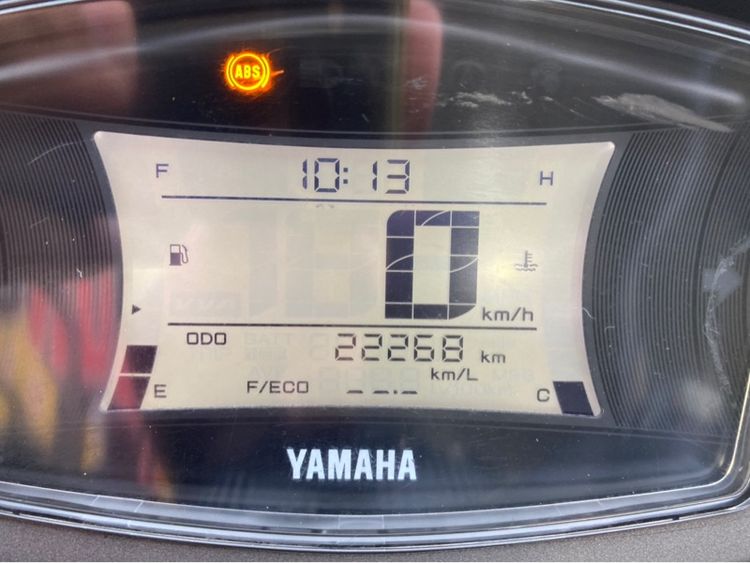 ABS
F 10:13 H
0 km/h
ODO 22268 km
km/L
E F/ECO --.- C
YAMAHA